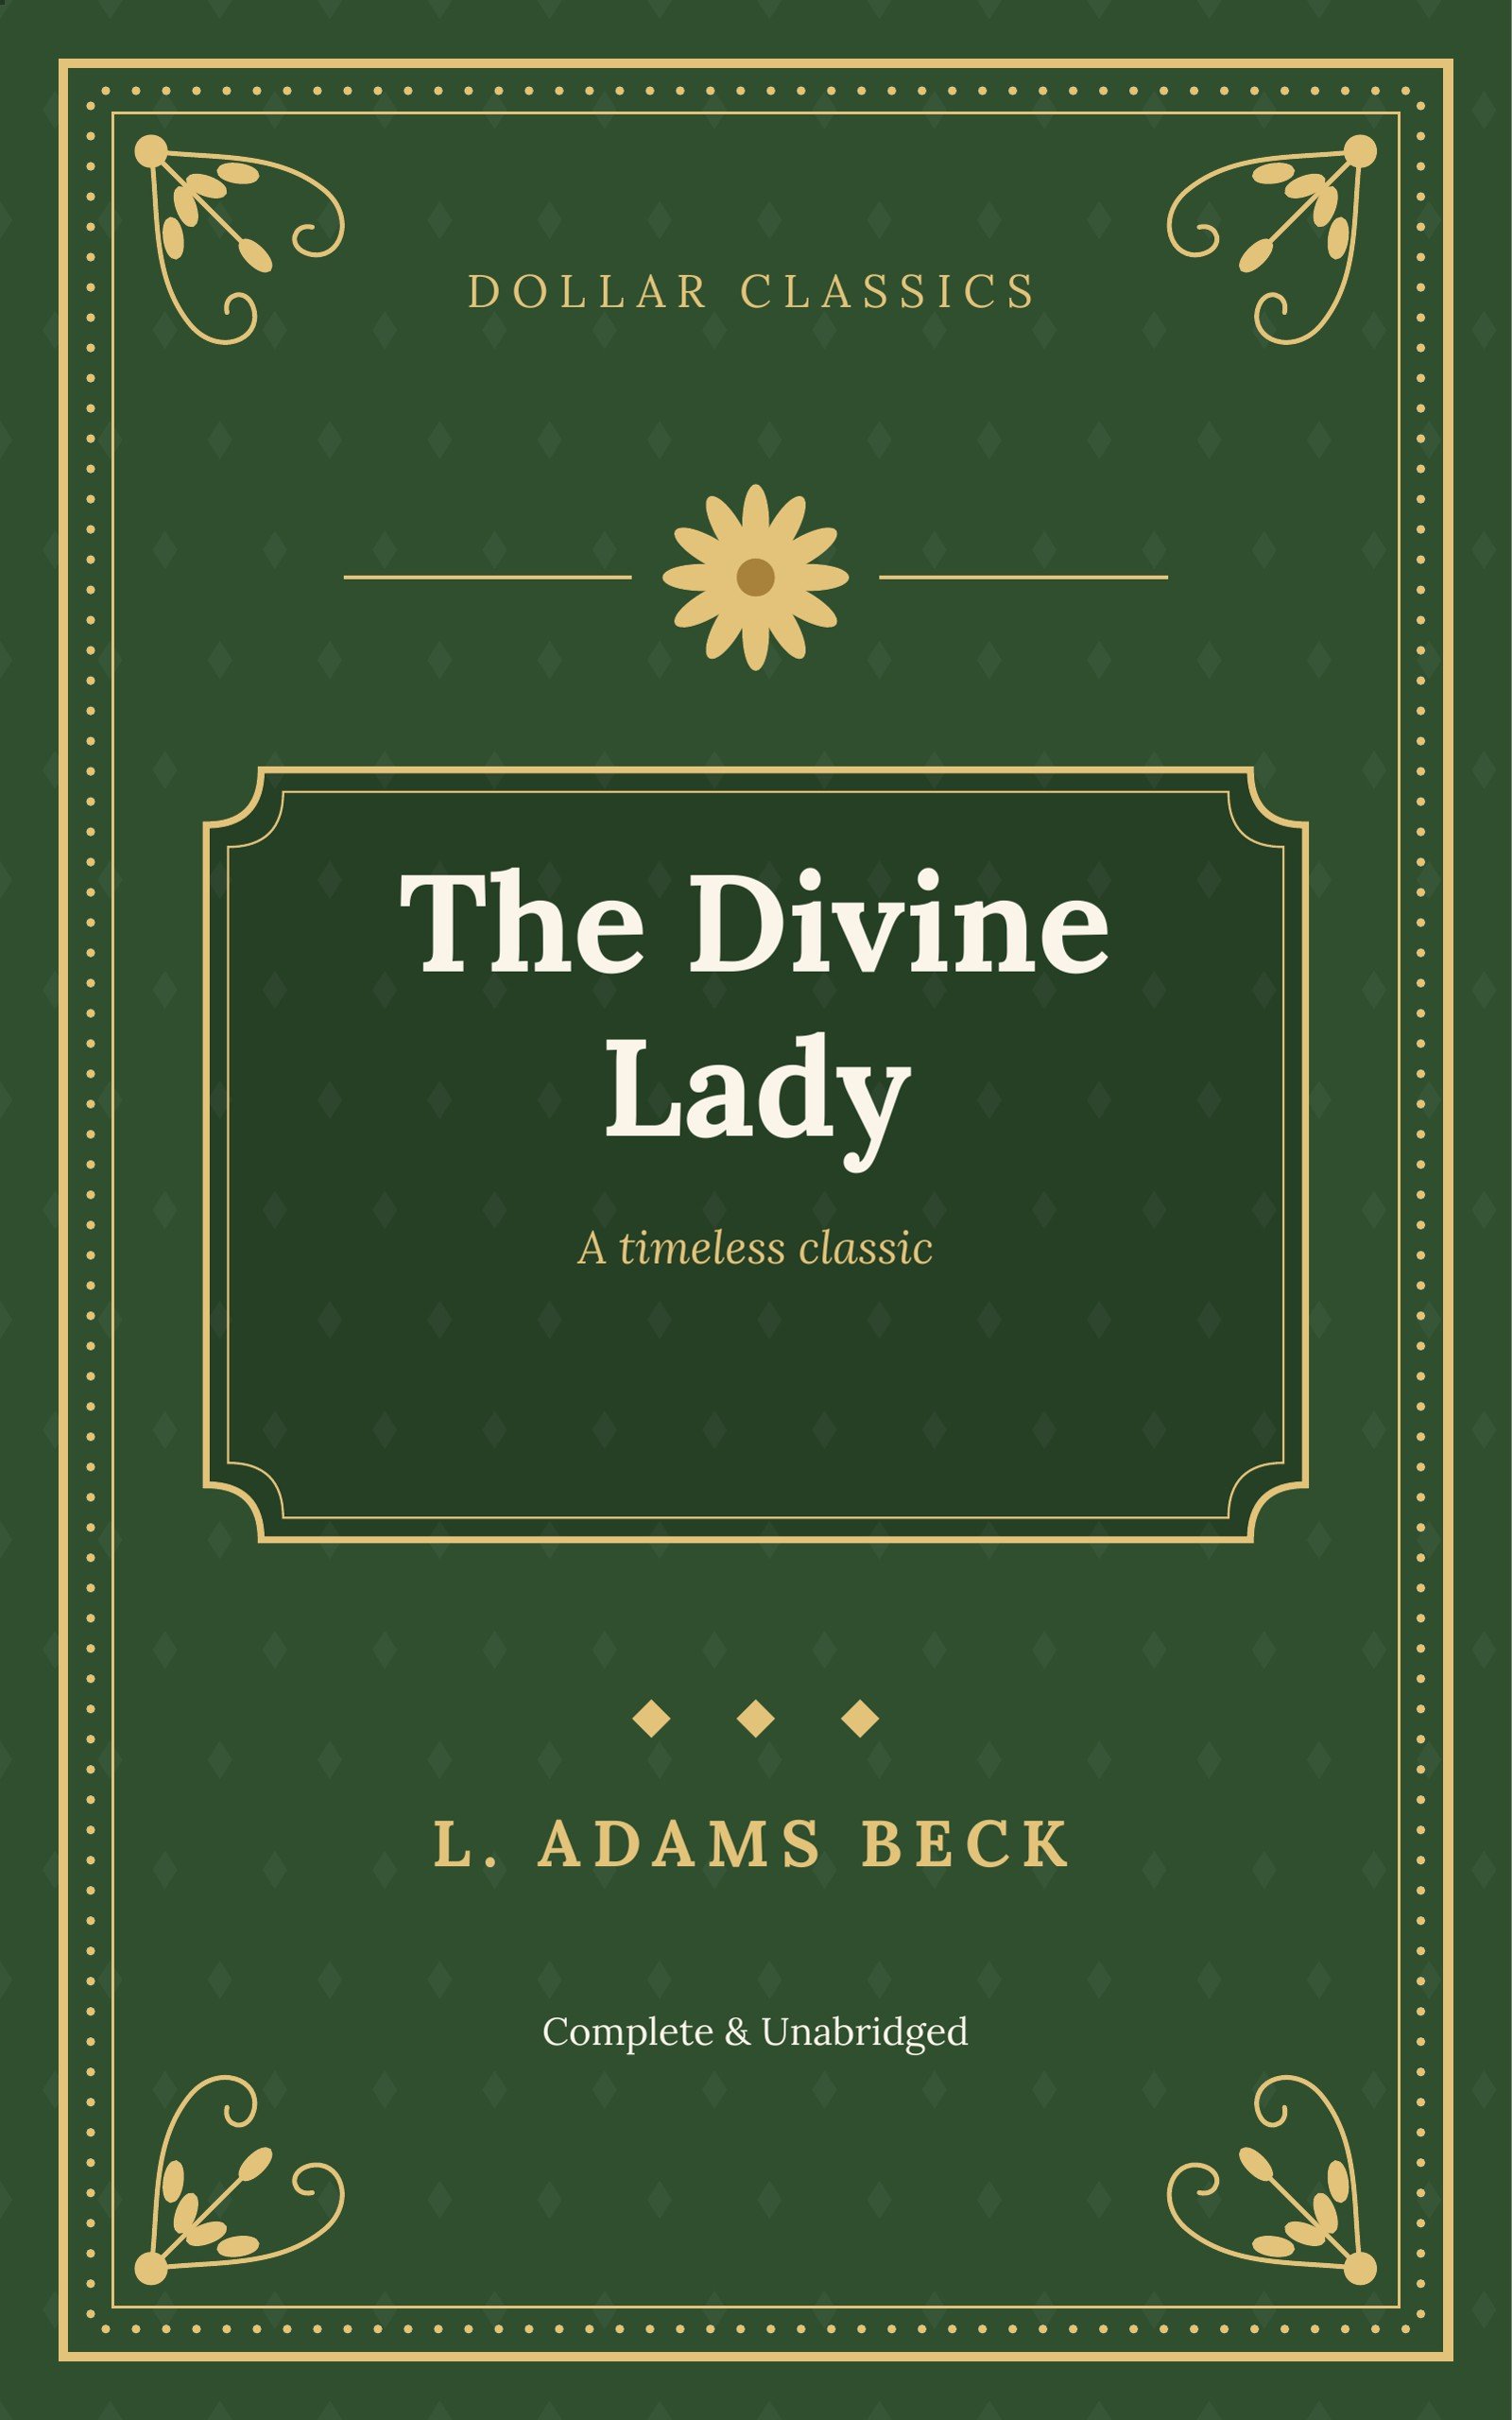 DOLLAR CLASSICS
The Divine
Lady
A timeless classic
L. ADAMS BECK
Complete & Unabridged